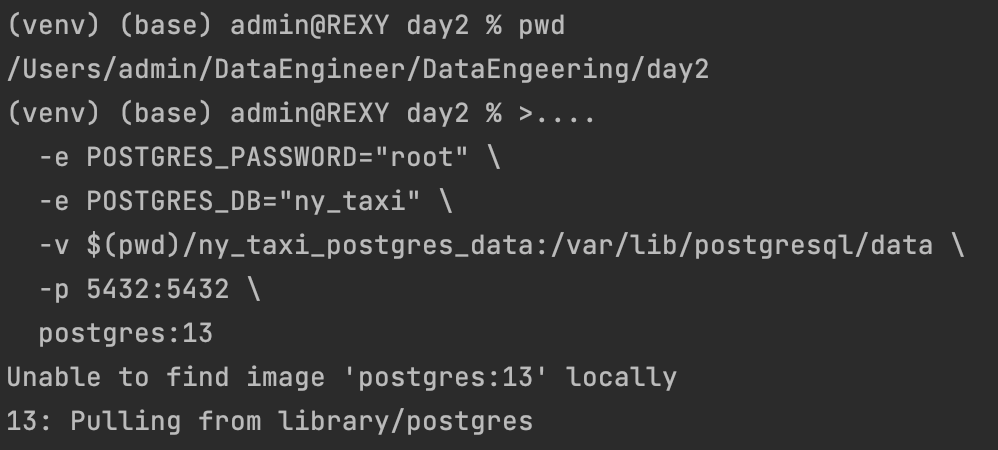 (venv) (base) admin@REXY day2 % pwd
/Users/admin/DataEngineer/DataEngeering/day2
(venv) (base) admin@REXY day2 % >....
  -e POSTGRES_PASSWORD="root" \
  -e POSTGRES_DB="ny_taxi" \
  -v $(pwd)/ny_taxi_postgres_data:/var/lib/postgresql/data \
  -p 5432:5432 \
  postgres:13
Unable to find image 'postgres:13' locally
13: Pulling from library/postgres